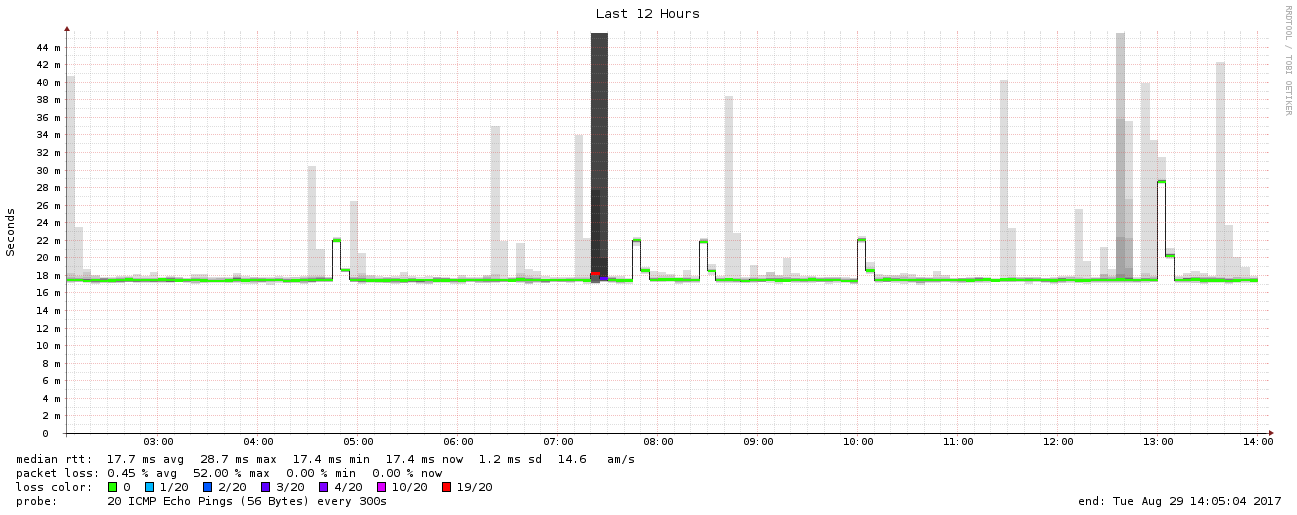 Last 12 Hours
RRDTOOL / TOBI OETIKER
Seconds
44 m
42 m
40 m
38 m
36 m
34 m
32 m
30 m
28 m
26 m
24 m
22 m
20 m
18 m
16 m
14 m
12 m
10 m
8 m
6 m
4 m
2 m
0
03:00 04:00 05:00 06:00 07:00 08:00 09:00 10:00 11:00 12:00 13:00 14:00
median rtt: 17.7 ms avg 28.7 ms max 17.4 ms min 17.4 ms now 1.2 ms sd 14.6 am/s
packet loss: 0.45 % avg 52.00 % max 0.00 % min 0.00 % now
loss color: 0 1/20 2/20 3/20 4/20 10/20 19/20
probe: 20 ICMP Echo Pings (56 Bytes) every 300s end: Tue Aug 29 14:05:04 2017